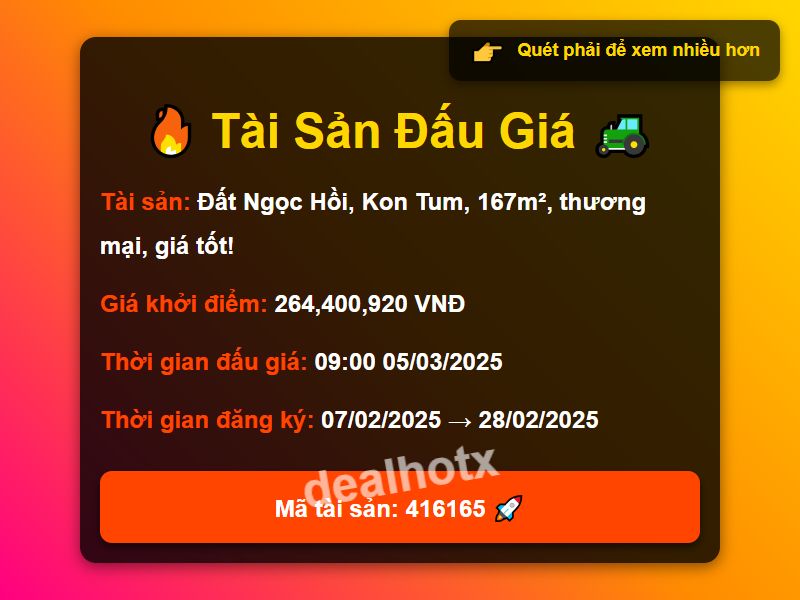 👉 Quét phải để xem nhiều hơn
🔥 Tài Sản Đấu Giá 🚜
Tài sản: Đất Ngọc Hồi, Kon Tum, 167m², thương
mại, giá tốt!
Giá khởi điểm: 264,400,920 VNĐ
Thời gian đấu giá: 09:00 05/03/2025
Thời gian đăng ký: 07/02/2025 → 28/02/2025
dealhotx
Mã tài sản: 416165 🚀